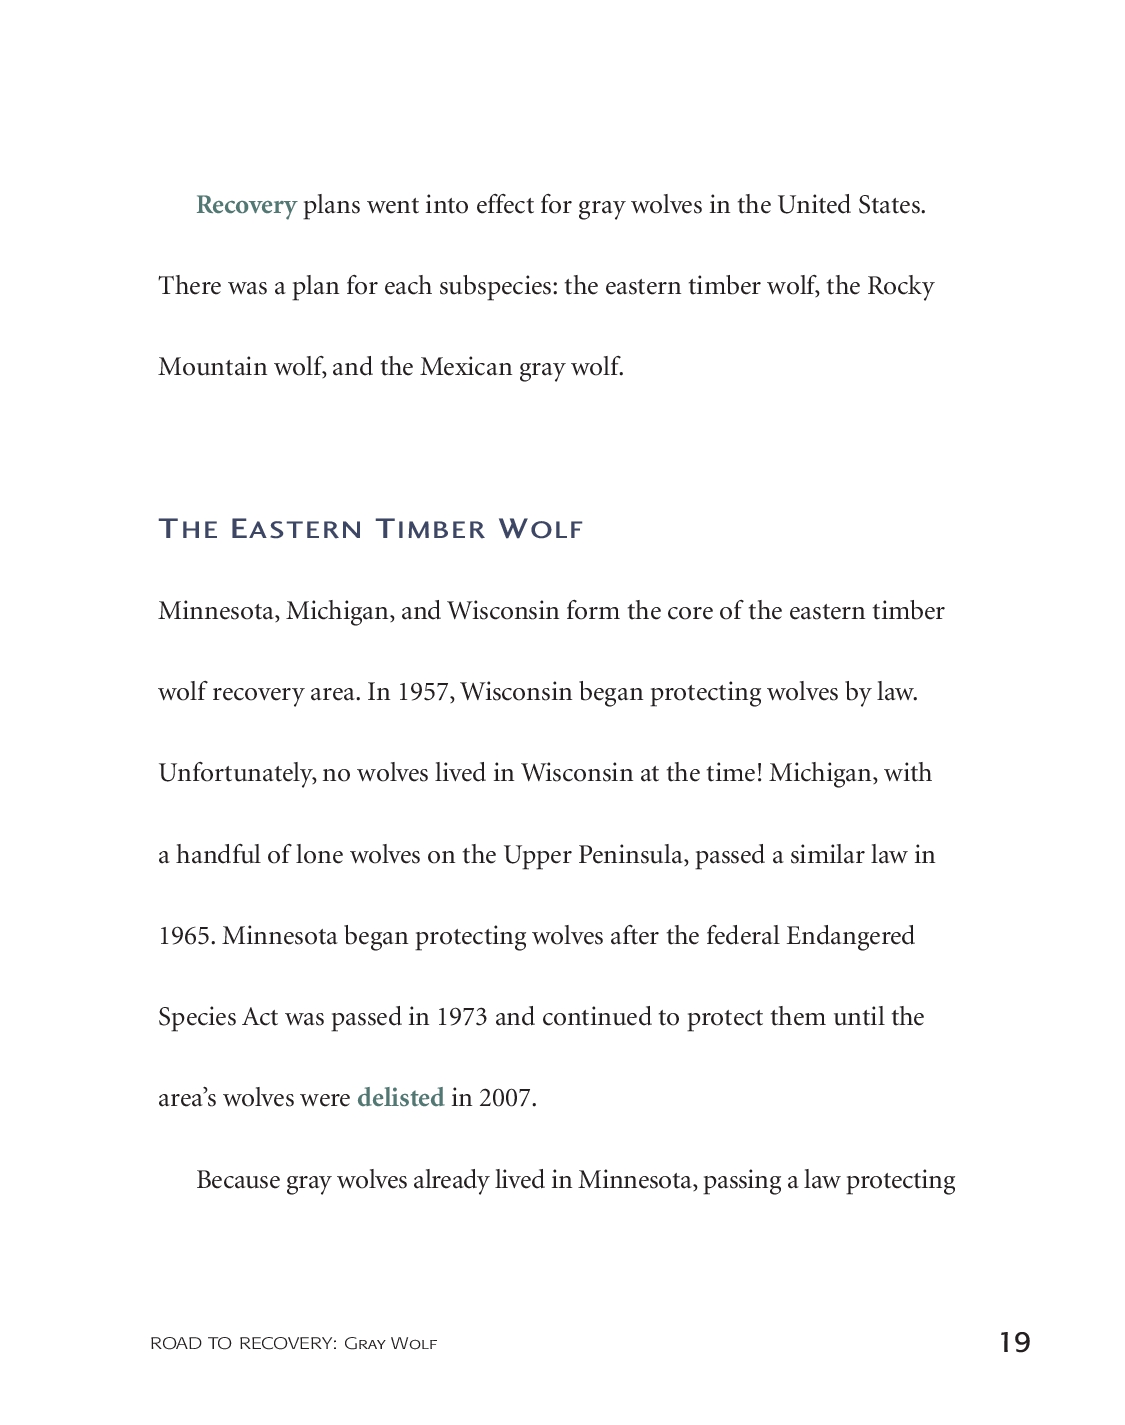 Recovery plans went into effect for gray wolves in the United States.
There was a plan for each subspecies: the eastern timber wolf, the Rocky
Mountain wolf, and the Mexican gray wolf.
The Eastern Timber Wolf
Minnesota, Michigan, and Wisconsin form the core of the eastern timber
wolf recovery area. In 1957, Wisconsin began protecting wolves by law.
Unfortunately, no wolves lived in Wisconsin at the time! Michigan, with
a handful of lone wolves on the Upper Peninsula, passed a similar law in
1965. Minnesota began protecting wolves after the federal Endangered
Species Act was passed in 1973 and continued to protect them until the
area’s wolves were delisted in 2007.
Because gray wolves already lived in Minnesota, passing a law protecting
ROAD TO RECOVERY: Gray Wolf 19